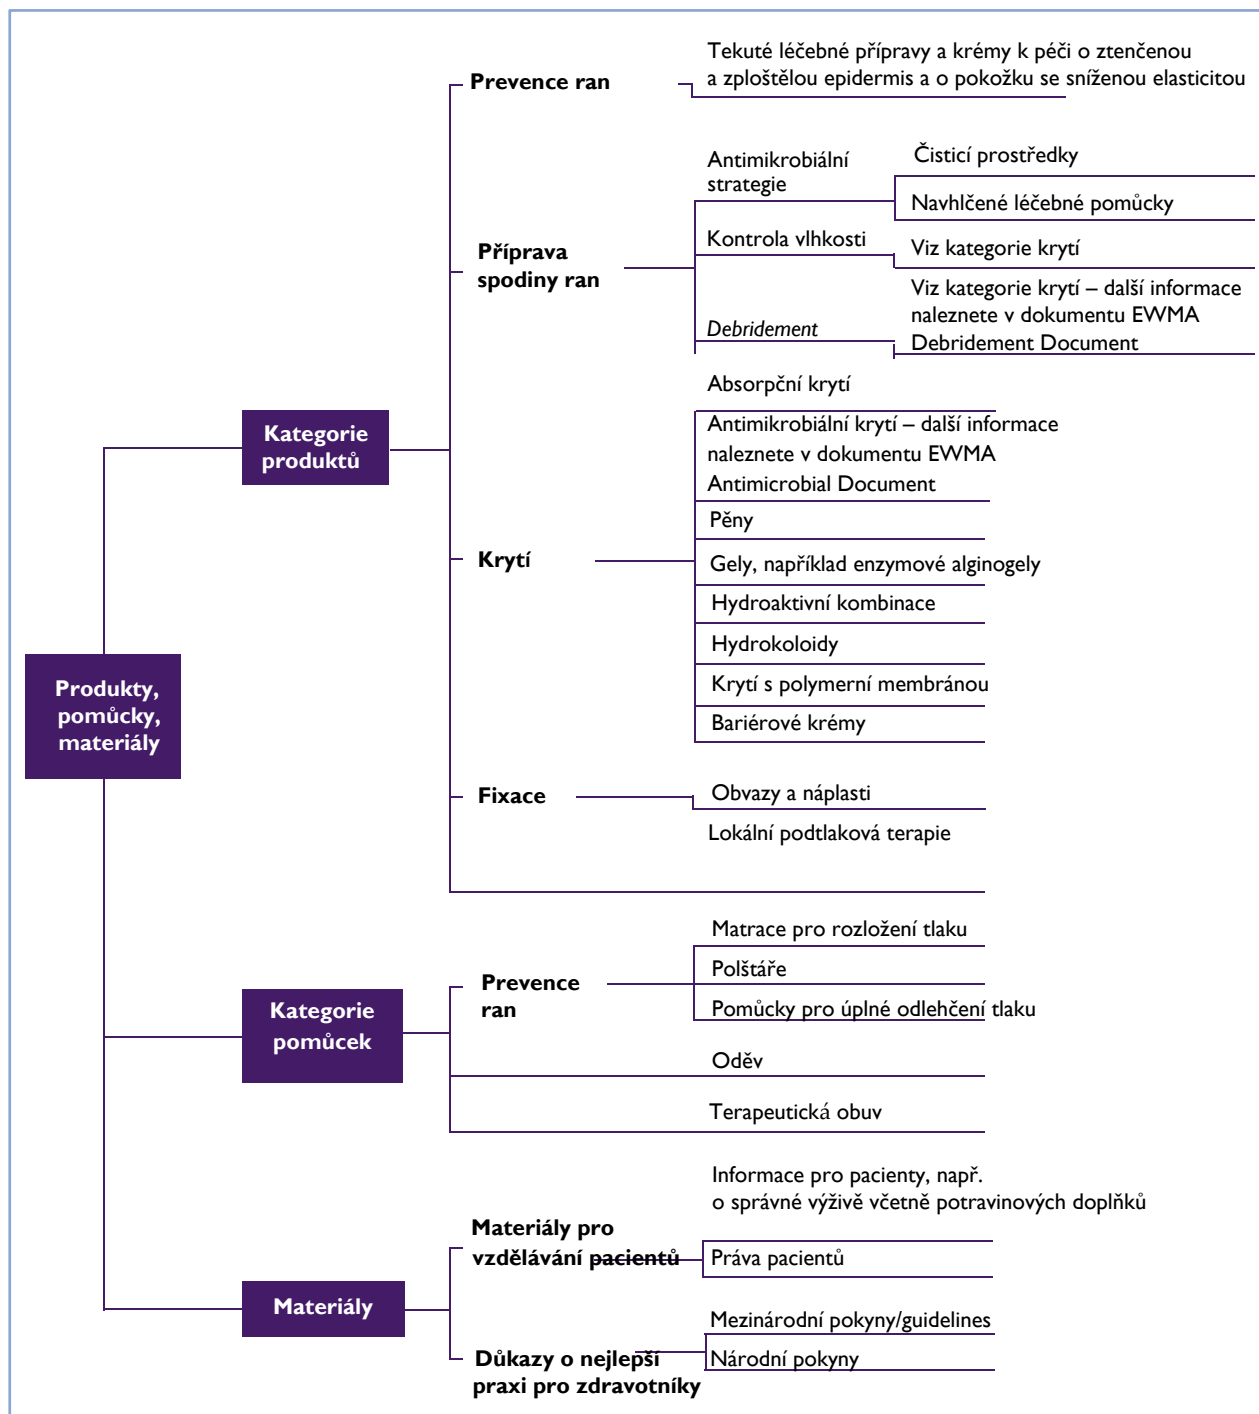 Tekuté léčebné přípravy a krémy k péči o ztenčenou
a zploštělou epidermis a o pokožku se sníženou elasticitou
Prevence ran
Antimikrobiální
strategie
Čisticí prostředky
Navhlčené léčebné pomůcky
Kontrola vlhkosti
Viz kategorie krytí
Příprava
spodiny ran
Viz kategorie krytí – další informace
naleznete v dokumentu EWMA
Debridement Document
Debridement
Absorpční krytí
Antimikrobiální krytí – další informace
naleznete v dokumentu EWMA
Antimicrobial Document
Kategorie
produktů
Pěny
Krytí
Gely, například enzymové alginogely
Hydroaktivní kombinace
Hydrokoloidy
Krytí s polymerní membránou
Bariérové krémy
Produkty,
pomůcky,
materiály
Fixace
Obvazy a náplasti
Lokální podtlaková terapie
Matrace pro rozložení tlaku
Polštáře
Pomůcky pro úplné odlehčení tlaku
Prevence
ran
Kategorie
pomůcek
Oděv
Terapeutická obuv
Informace pro pacienty, např.
o správné výživě včetně potravinových doplňků
Materiály pro
vzdělávání pacientů
Práva pacientů
Materiály
Mezinárodní pokyny/guidelines
Národní pokyny
Důkazy o nejlepší
praxi pro zdravotníky